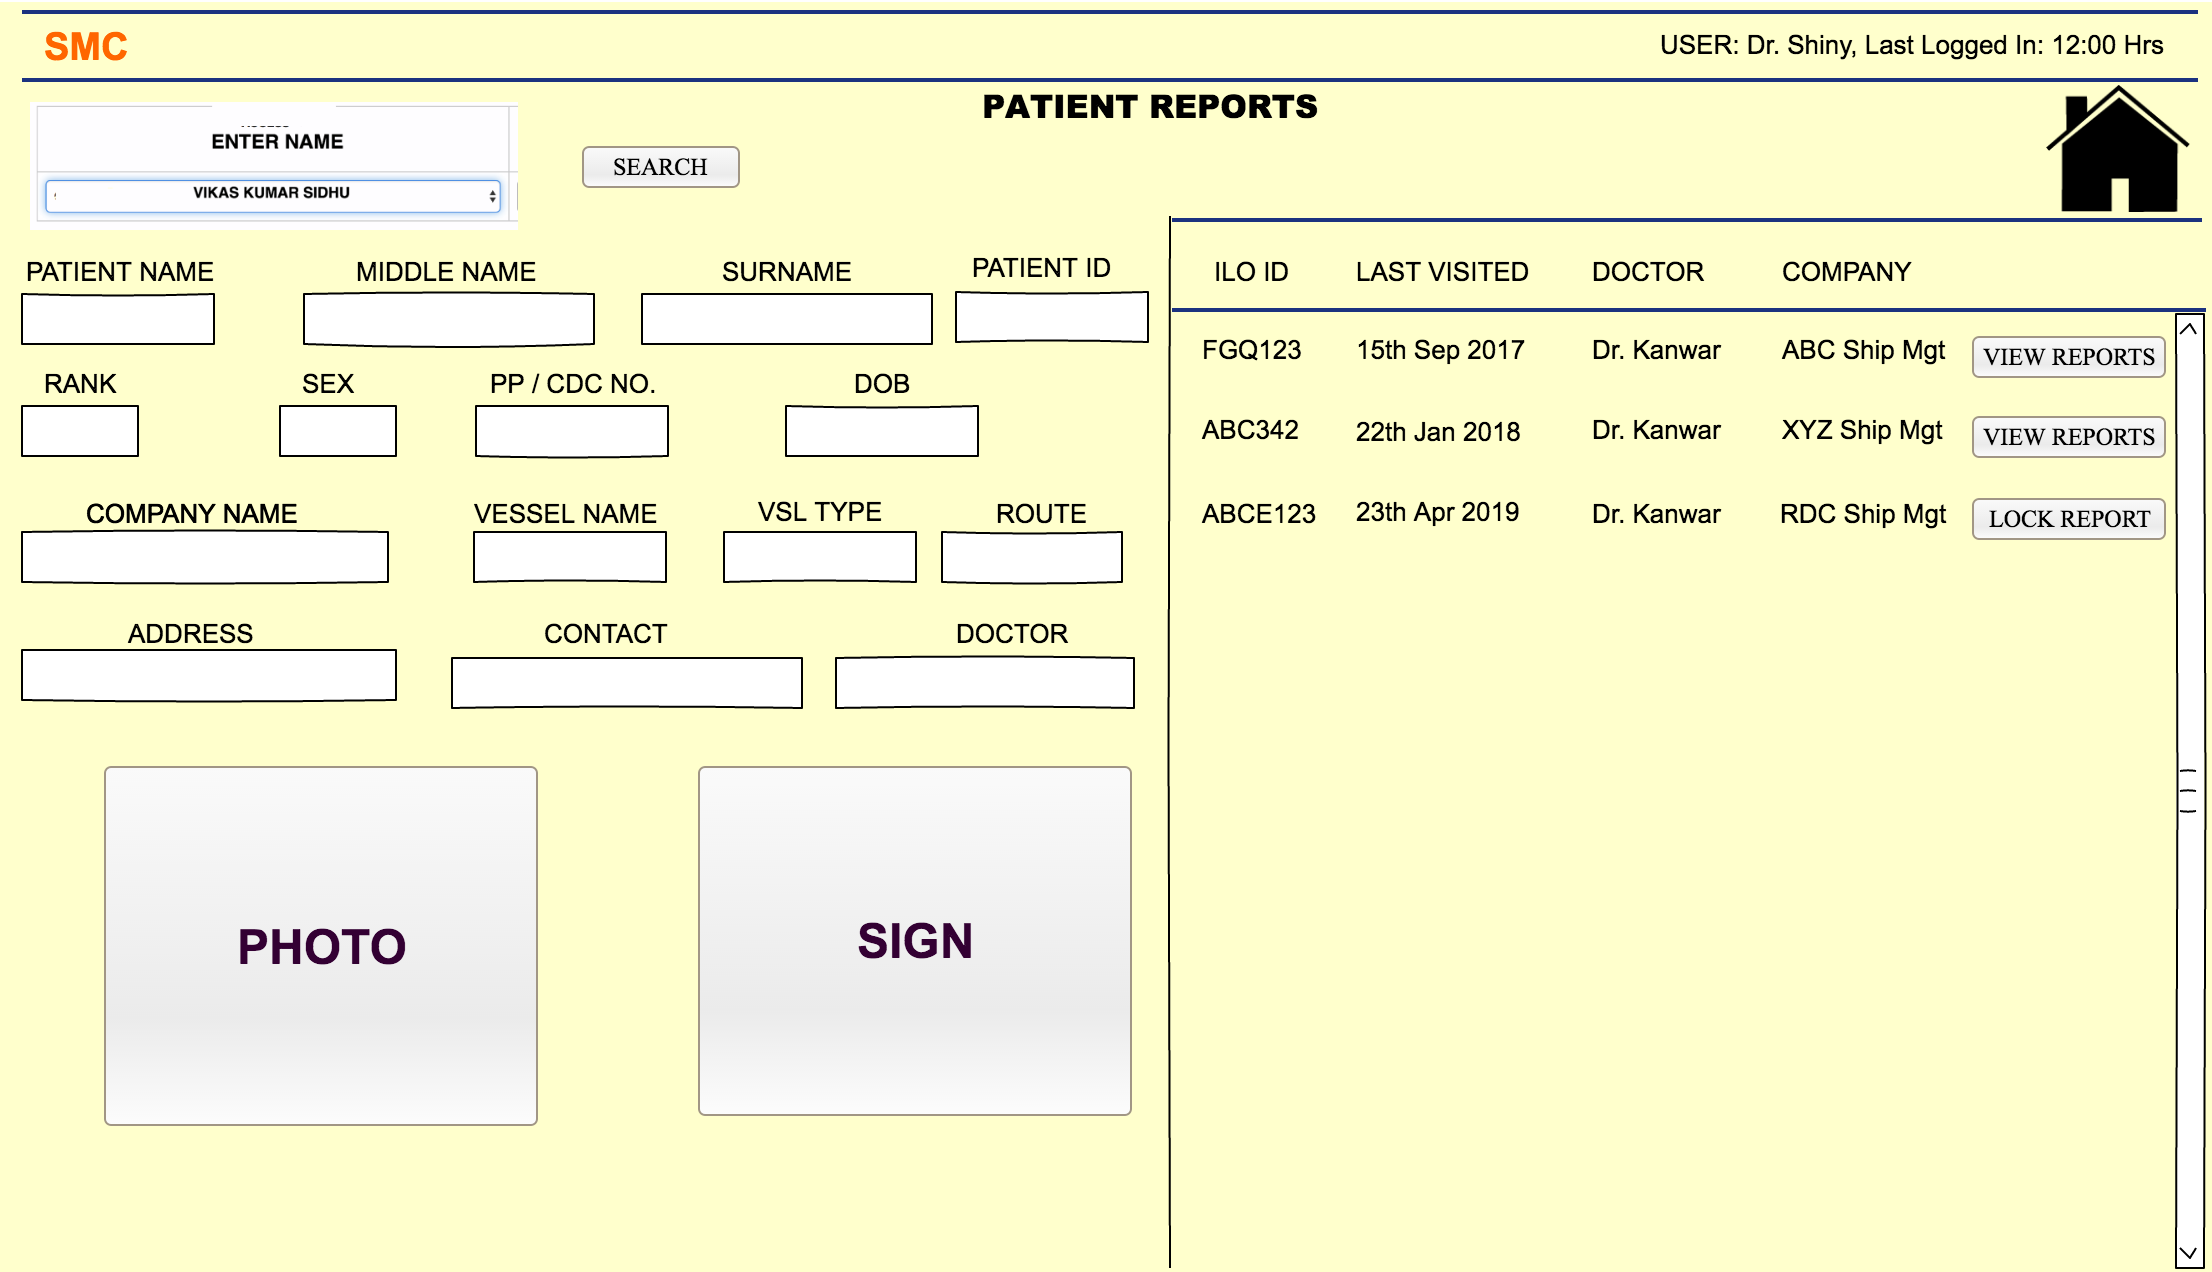 SMC
USER: Dr. Shiny, Last Logged In: 12:00 Hrs
PATIENT REPORTS
ENTER NAME
VIKAS KUMAR SIDHU
SEARCH
PATIENT NAME MIDDLE NAME SURNAME PATIENT ID
RANK SEX PP / CDC NO. DOB
COMPANY NAME VESSEL NAME VSL TYPE ROUTE
ADDRESS CONTACT DOCTOR
PHOTO SIGN
ILO ID LAST VISITED DOCTOR COMPANY
FGQ123 15th Sep 2017 Dr. Kanwar ABC Ship Mgt VIEW REPORTS
ABC342 22th Jan 2018 Dr. Kanwar XYZ Ship Mgt VIEW REPORTS
ABCE123 23th Apr 2019 Dr. Kanwar RDC Ship Mgt LOCK REPORT